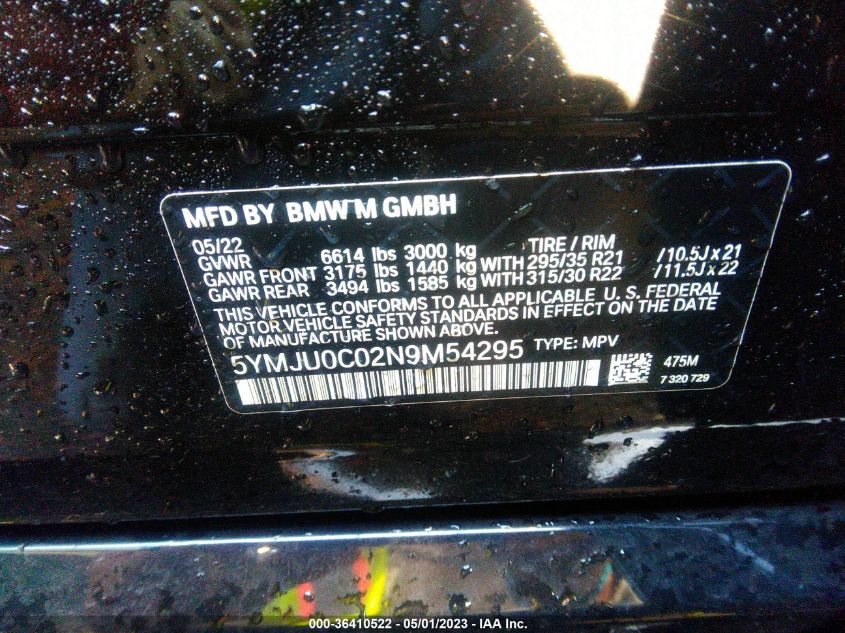 MFD BY BMW M GMBH
05/22
GVWR 6614 lbs 3000 kg TIRE / RIM
GAWR FRONT 3175 lbs 1440 kg WITH 295/35 R21 / 10.5J x 21
GAWR REAR 3494 lbs 1585 kg WITH 315/30 R22 / 11.5J x 22
THIS VEHICLE CONFORMS TO ALL APPLICABLE U. S. FEDERAL
MOTOR VEHICLE SAFETY STANDARDS IN EFFECT ON THE DATE
OF MANUFACTURE SHOWN ABOVE.
5YMJU0C02N9M54295 TYPE: MPV
475M
7 320 729
000-36410522 - 05/01/2023 - IAA Inc.